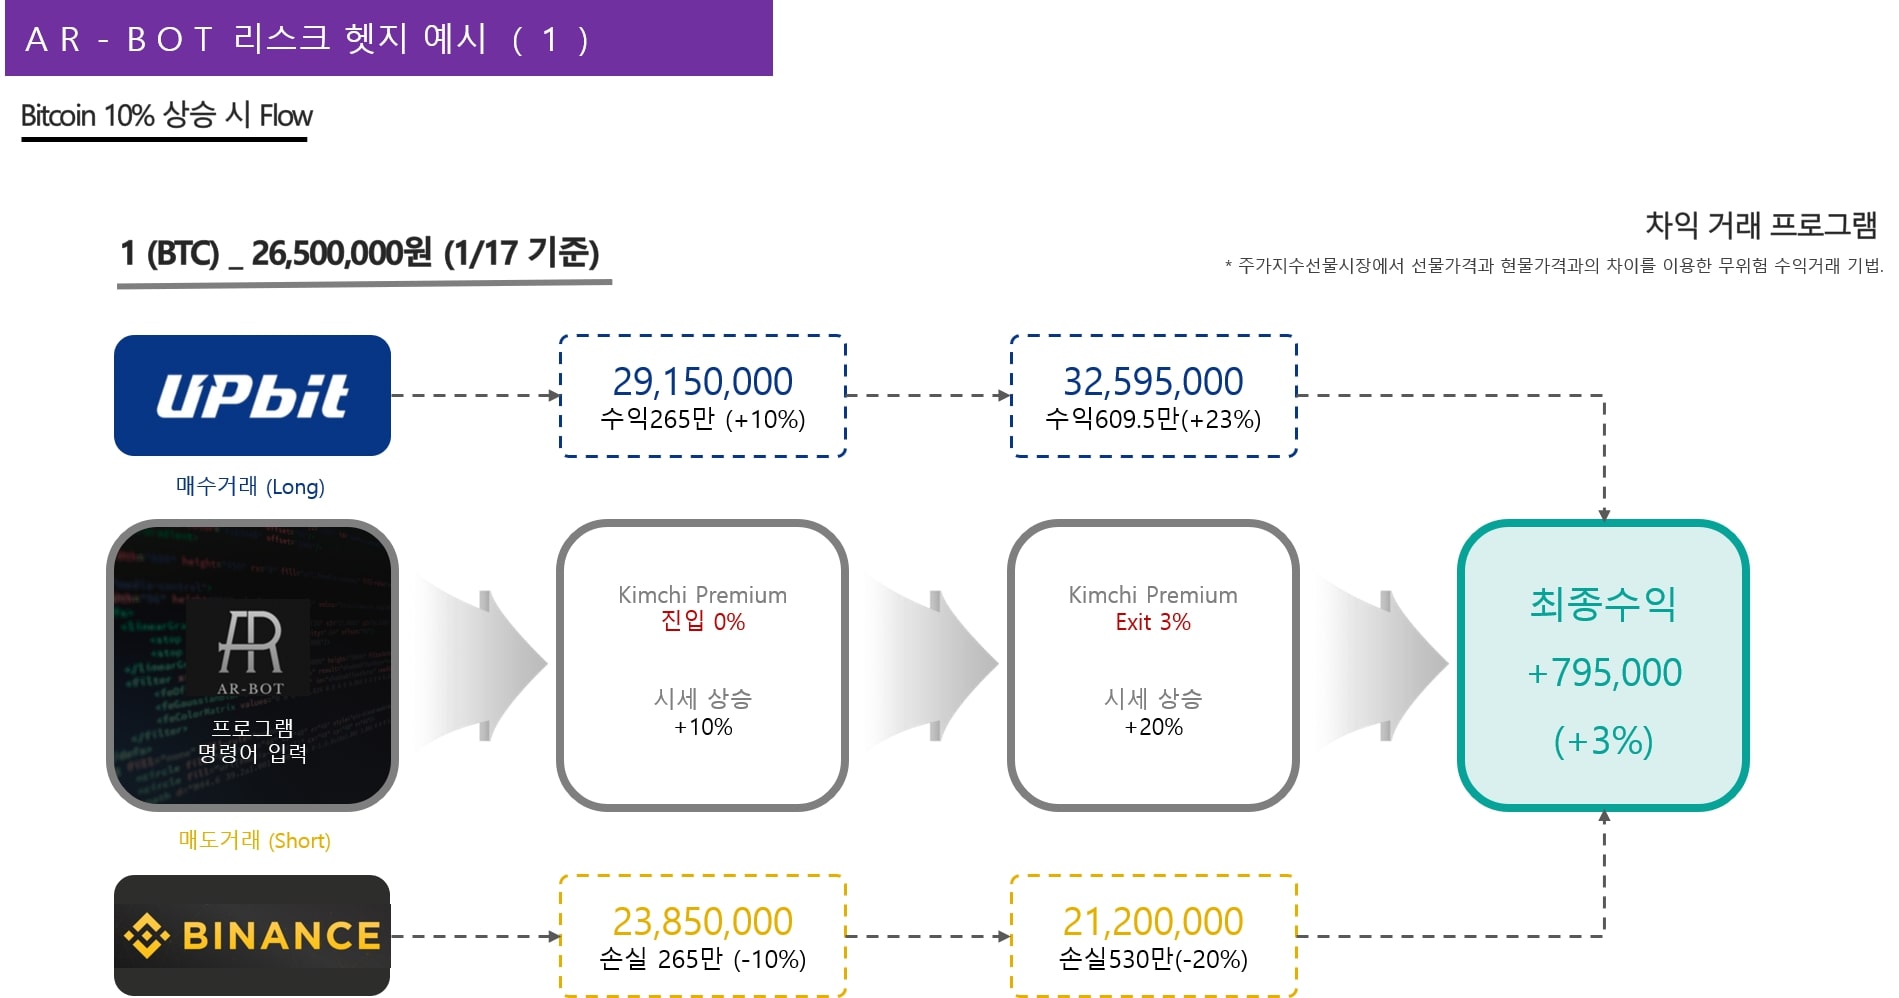 AR-BOT 리스크 헷지 예시 (1)
Bitcoin 10% 상승 시 Flow
차익 거래 프로그램
* 주가지수선물시장에서 선물가격과 현물가격과의 차이를 이용한 무위험 수익거래 기법.
1 (BTC) _ 26,500,000원 (1/17 기준)
UPbit
29,150,000
수익265만 (+10%)
32,595,000
수익609.5만(+23%)
매수거래 (Long)
AR
AR-BOT
프로그램
명령어 입력
Kimchi Premium
진입 0%
시세 상승
+10%
Kimchi Premium
Exit 3%
시세 상승
+20%
최종수익
+795,000
(+3%)
매도거래 (Short)
BINANCE
23,850,000
손실 265만 (-10%)
21,200,000
손실530만(-20%)